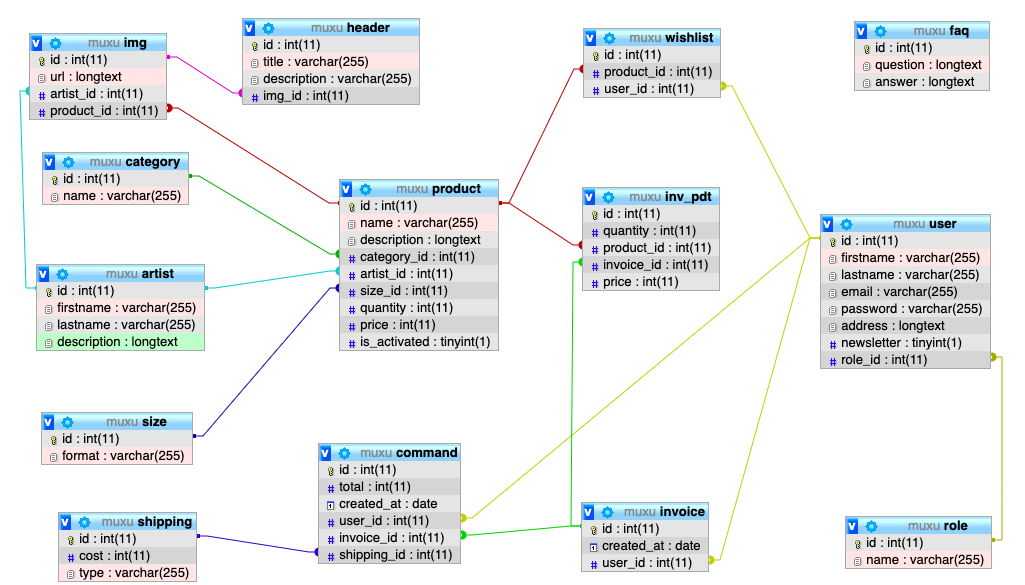 muxu img
id : int(11)
url : longtext
artist_id : int(11)
product_id : int(11)
muxu header
id : int(11)
title : varchar(255)
description : varchar(255)
img_id : int(11)
muxu wishlist
id : int(11)
product_id : int(11)
user_id : int(11)
muxu faq
id : int(11)
question : longtext
answer : longtext
muxu category
id : int(11)
name : varchar(255)
muxu product
id : int(11)
name : varchar(255)
description : longtext
category_id : int(11)
artist_id : int(11)
size_id : int(11)
quantity : int(11)
price : int(11)
is_activated : tinyint(1)
muxu inv_pdt
id : int(11)
quantity : int(11)
product_id : int(11)
invoice_id : int(11)
price : int(11)
muxu user
id : int(11)
firstname : varchar(255)
lastname : varchar(255)
email : varchar(255)
password : varchar(255)
address : longtext
newsletter : tinyint(1)
role_id : int(11)
muxu artist
id : int(11)
firstname : varchar(255)
lastname : varchar(255)
description : longtext
muxu size
id : int(11)
format : varchar(255)
muxu command
id : int(11)
total : int(11)
created_at : date
user_id : int(11)
invoice_id : int(11)
shipping_id : int(11)
muxu shipping
id : int(11)
cost : int(11)
type : varchar(255)
muxu invoice
id : int(11)
created_at : date
user_id : int(11)
muxu role
id : int(11)
name : varchar(255)